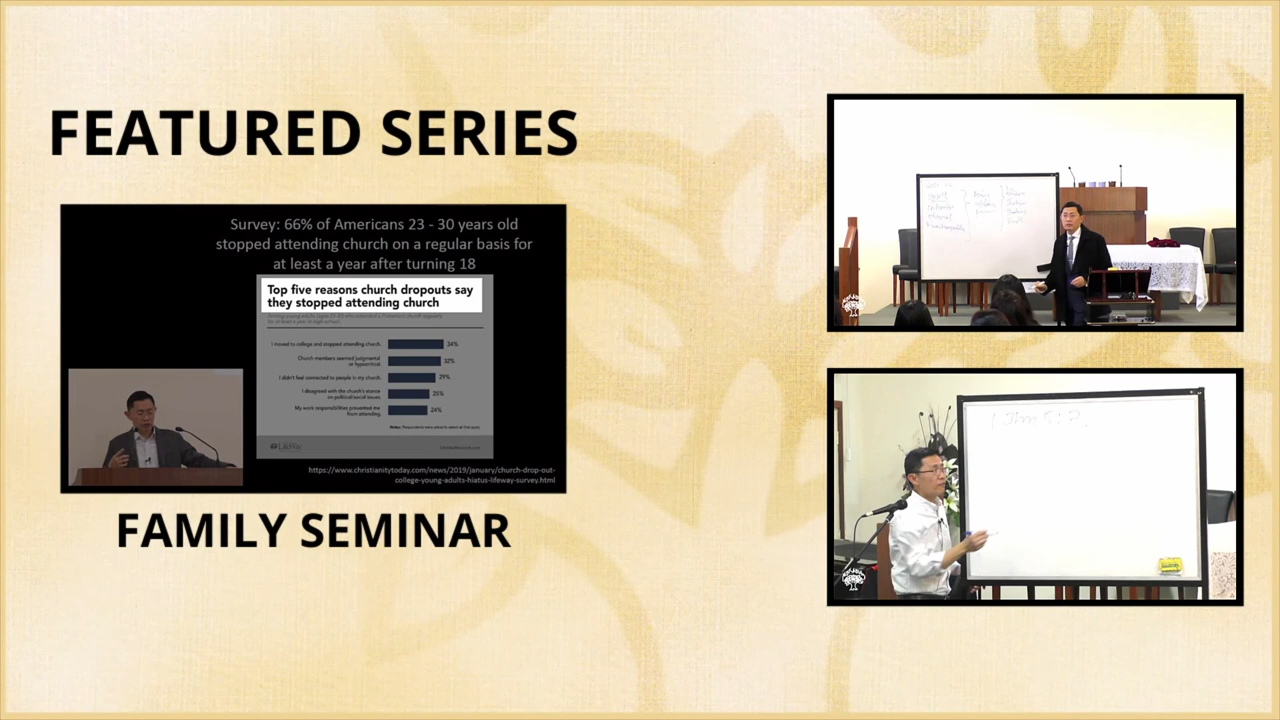 FEATURED SERIES
Survey: 66% of Americans 23 - 30 years old
stopped attending church on a regular basis for
at least a year after turning 18
Top five reasons church dropouts say
they stopped attending church
I moved to college and stopped attending church.
34%
Church members seemed judgmental
or hypocritical.
32%
I didn't feel connected to people in my church.
29%
I disagreed with the church's stance
on political/social issues.
25%
My work responsibilities prevented me
from attending.
24%
LifeWay
https://www.christianitytoday.com/news/2019/january/church-drop-out-
college-young-adults-hiatus-lifeway-survey.html
FAMILY SEMINAR